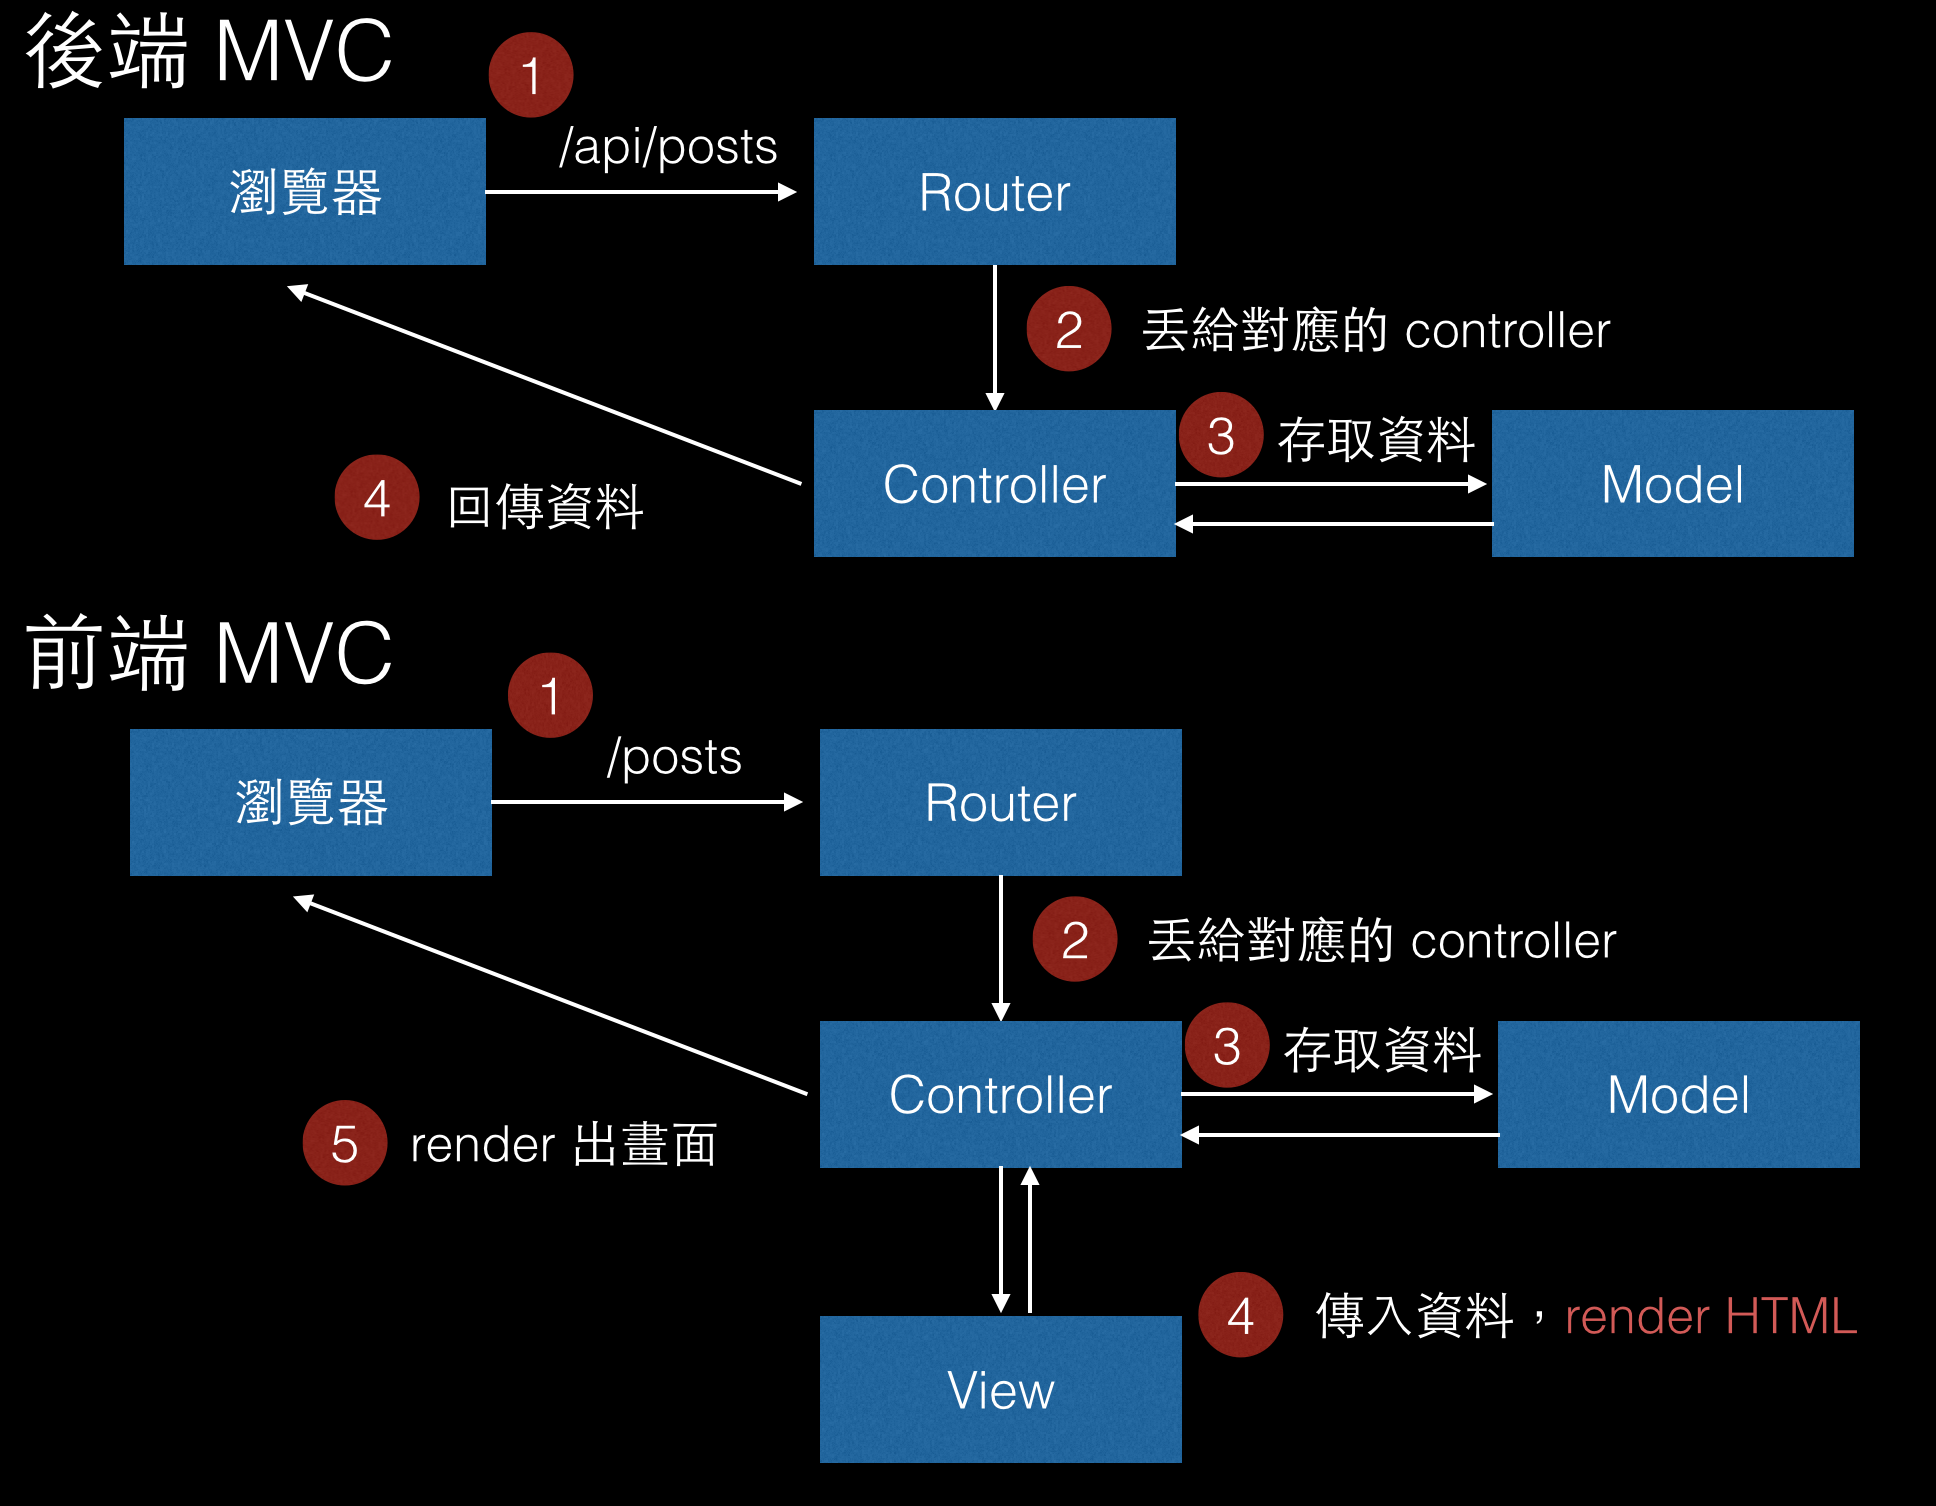 後端 MVC
1
/api/posts
瀏覽器
Router
2
丟給對應的 controller
3
存取資料
Controller
Model
4
回傳資料
前端 MVC
1
/posts
瀏覽器
Router
2
丟給對應的 controller
3
存取資料
Controller
Model
5
render 出畫面
4
傳入資料，render HTML
View